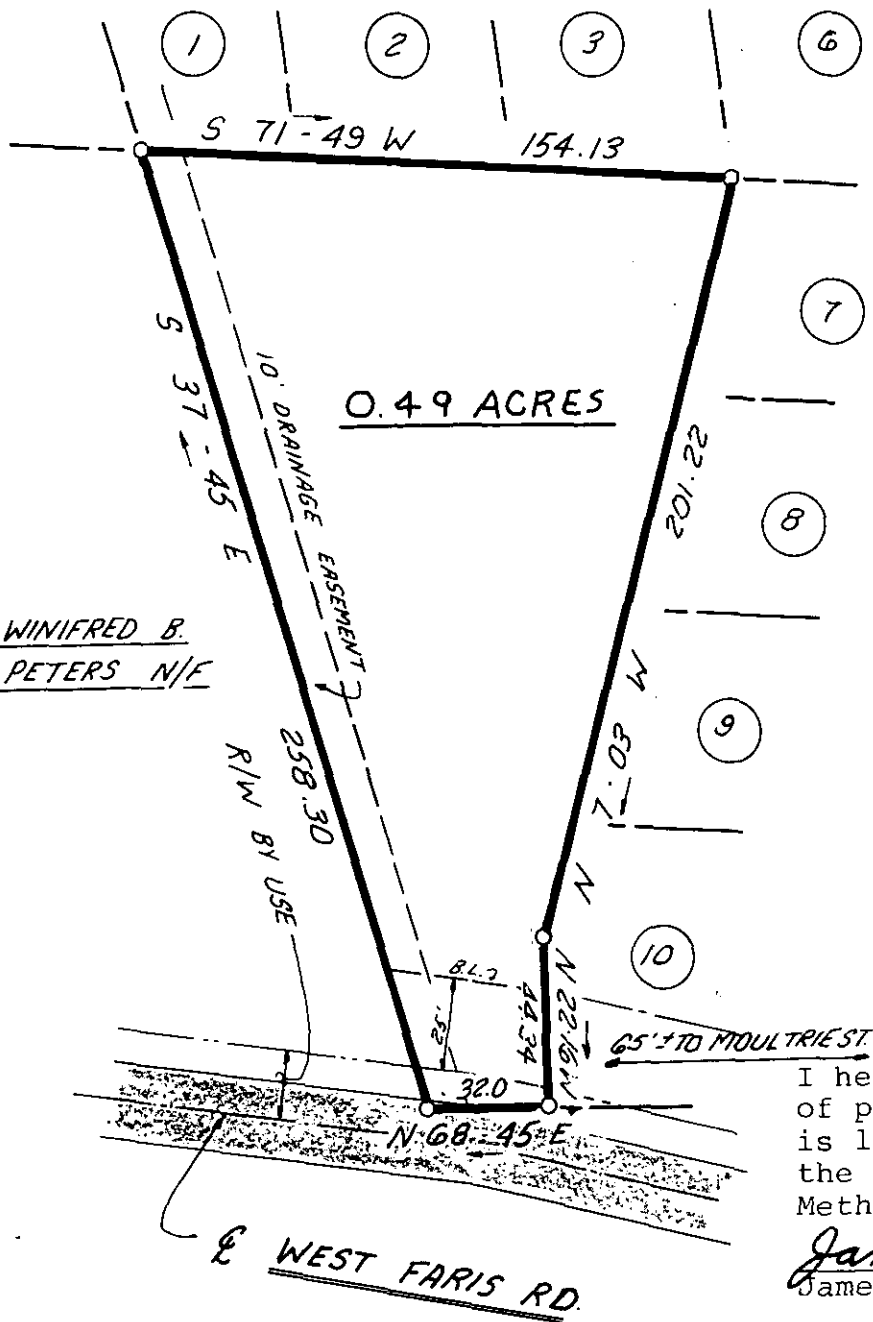 1 2 3 6
S 71-49 W 154.13
7
S 37-45 E
10' DRAINAGE EASEMENT
0.49 ACRES
201.22
8
WINIFRED B.
PETERS N/F
258.30
R/W BY USE
N 7-03 W
9
10
B.L.
N 22-16 W
44.34
65'± TO MOULTRIE ST.
32.0
N 68-45 E
I he
of p
is l
the
Meth
Jam
Jame
℄ WEST FARIS RD.